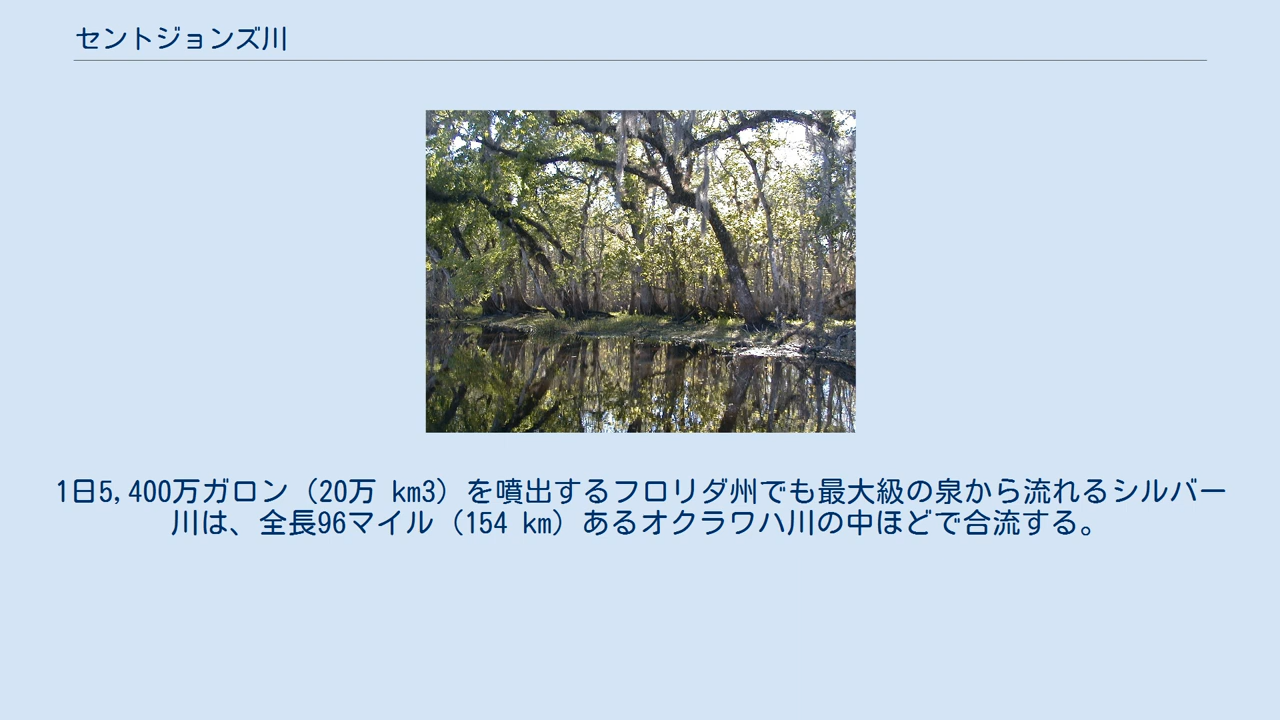 セントジョンズ川
1日5,400万ガロン（20万 km3）を噴出するフロリダ州でも最大級の泉から流れるシルバー
川は、全長96マイル（154 km）あるオクラワハ川の中ほどで合流する。